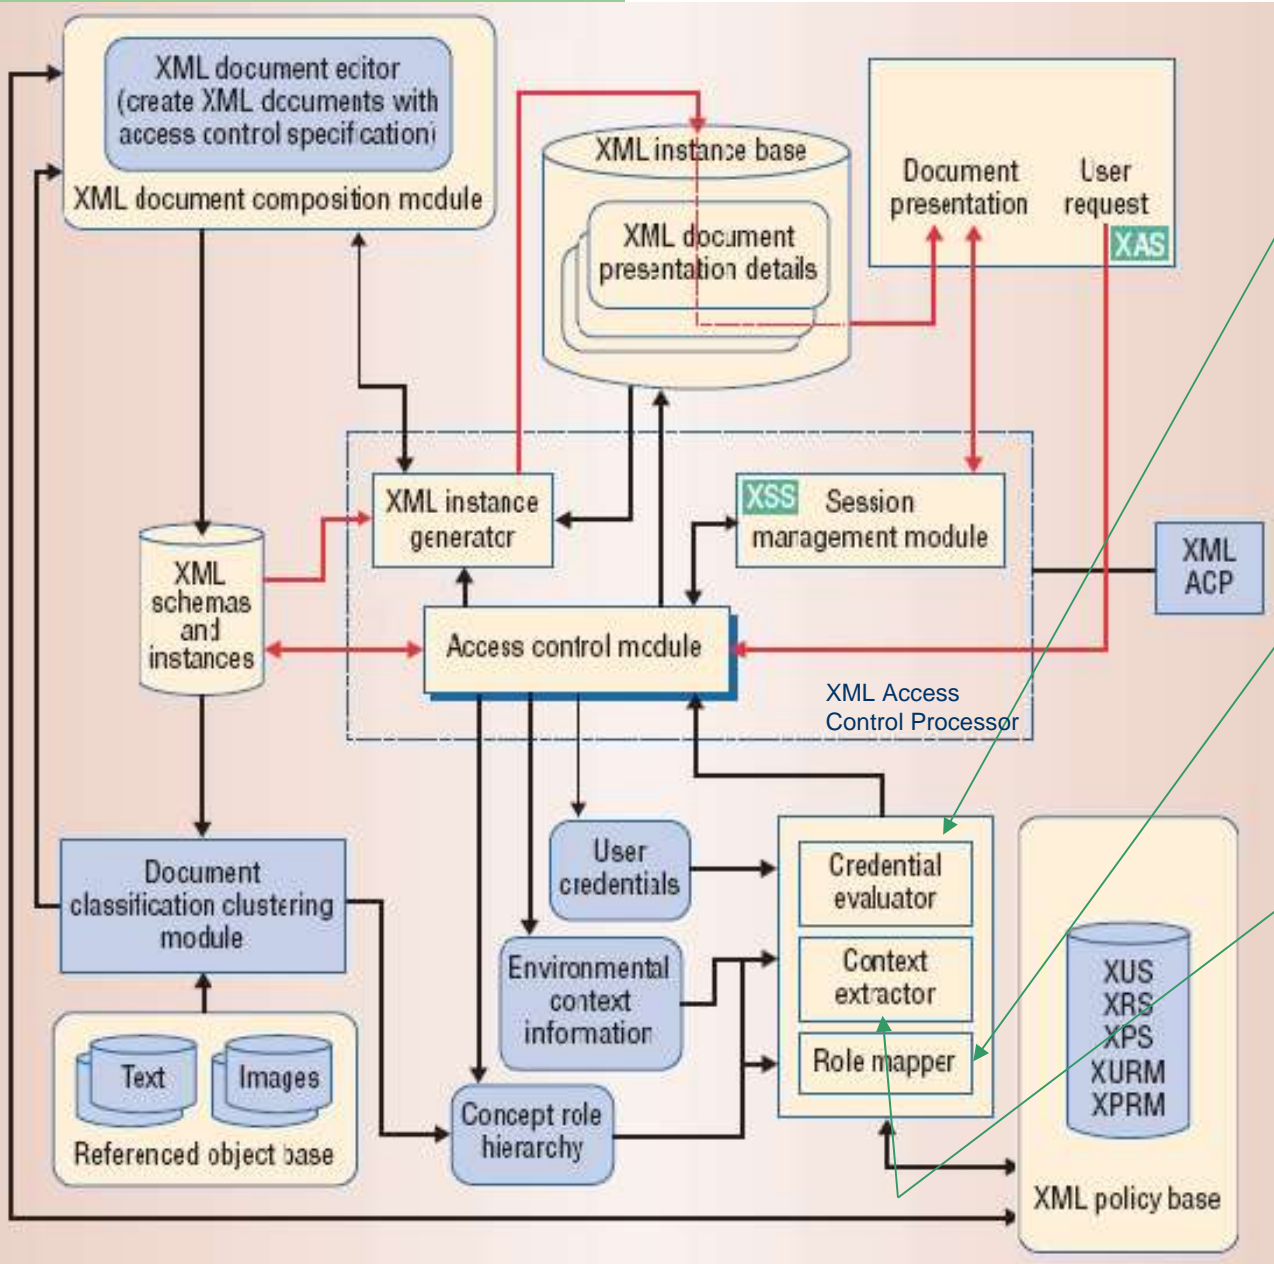 XML document editor
(create XML documents with
access control specification)
XML document composition module
XML instance base
XML document
presentation details
Document
presentation
User
request
XAS
XML instance
generator
XSS
Session
management module
XML
ACP
XML
schemas
and
instances
Access control module
XML Access
Control Processor
Document
classification clustering
module
User
credentials
Credential
evaluator
Environmental
context
information
Context
extractor
Role mapper
XUS
XRS
XPS
XURM
XPRM
Text
Images
Referenced object base
Concept role
hierarchy
XML policy base